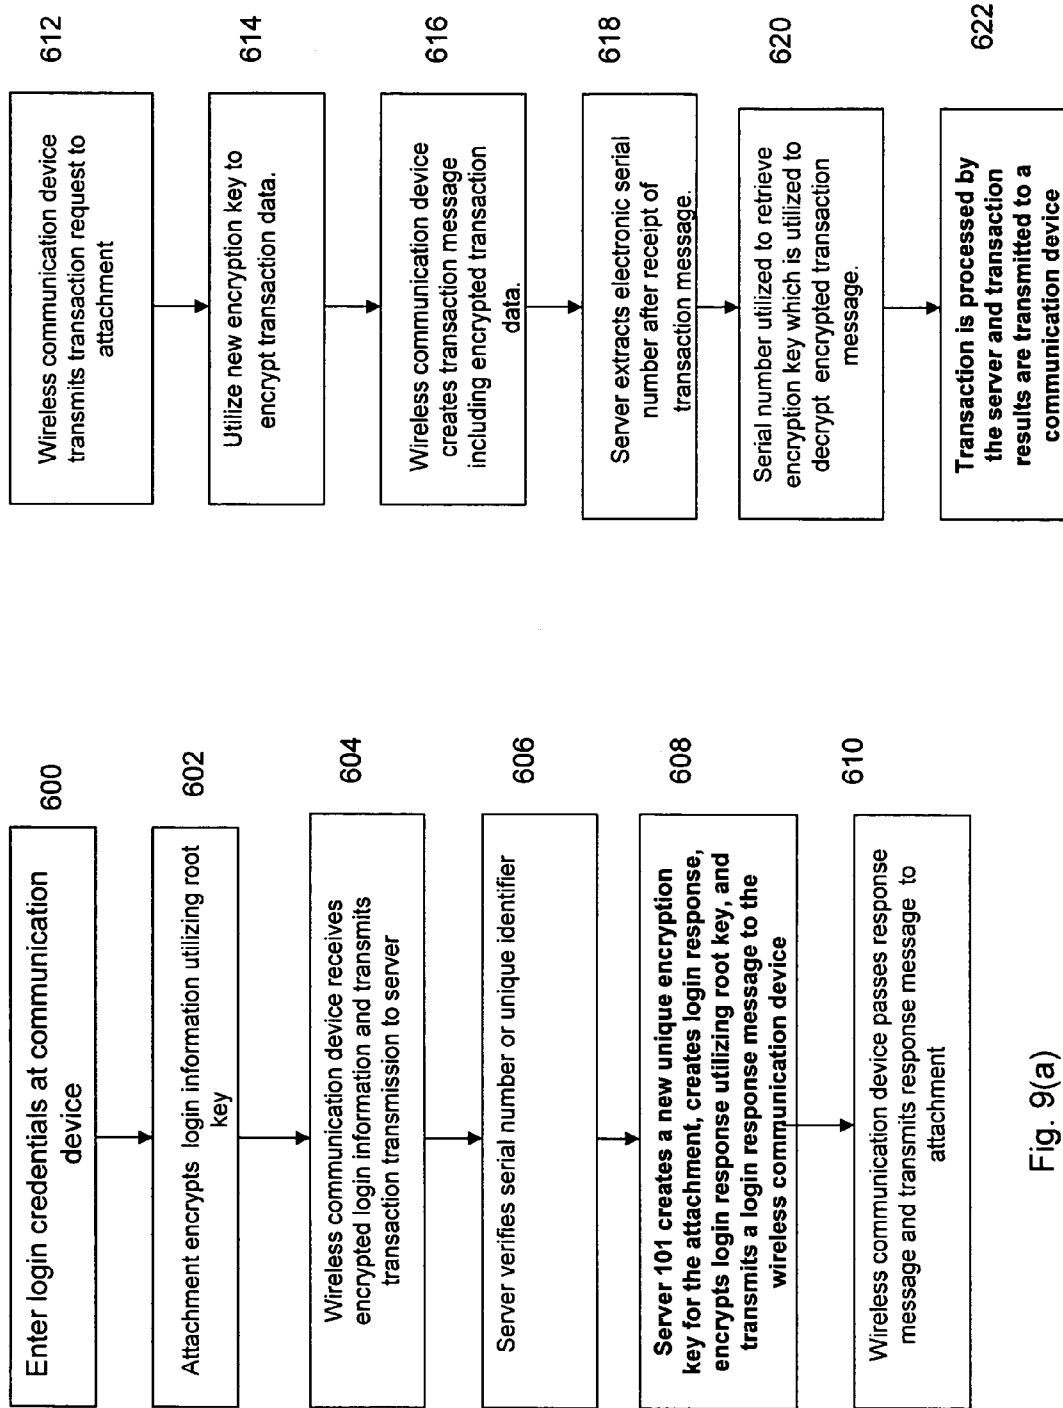 Enter login credentials at communication
device
600
Attachment encrypts login information utilizing root
key
602
Wireless communication device receives
encrypted login information and transmits
transaction transmission to server
604
Server verifies serial number or unique identifier
606
Server 101 creates a new unique encryption
key for the attachment, creates login response,
encrypts login response utilizing root key, and
transmits a login response message to the
wireless communication device
608
Wireless communication device passes response
message and transmits response message to
attachment
610
Wireless communication device
transmits transaction request to
attachment
612
Utilize new encryption key to
encrypt transaction data.
614
Wireless communication device
creates transaction message
including encrypted transaction
data.
616
Server extracts electronic serial
number after receipt of
transaction message.
618
Serial number utilized to retrieve
encryption key which is utilized to
decrypt encrypted transaction
message.
620
Transaction is processed by
the server and transaction
results are transmitted to a
communication device
622
Fig. 9(a)